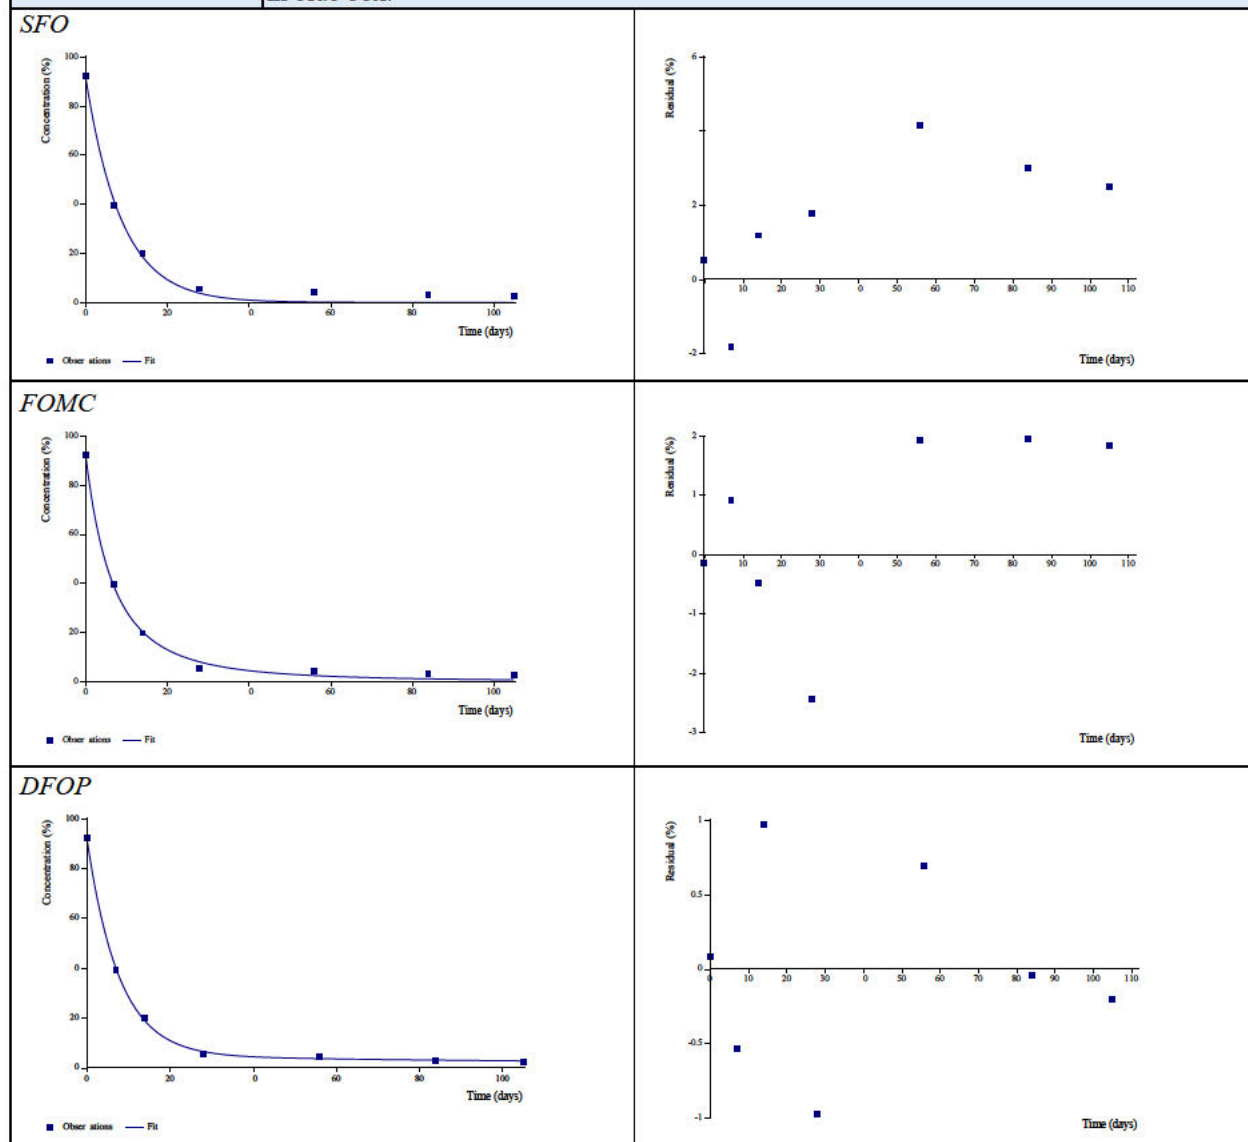 SFO
Concentration (%)
100
80
60
0
20
0
0 20 0 60 80 100
Time (days)
Obser ations Fit
Residual (%)
6
2
0
-2
10 20 30 0 50 60 70 80 90 100 110
Time (days)
FOMC
Concentration (%)
100
80
60
0
20
0
0 20 0 60 80 100
Time (days)
Obser ations Fit
Residual (%)
2
1
0
-1
-2
-3
10 20 30 0 50 60 70 80 90 100 110
Time (days)
DFOP
Concentration (%)
100
80
60
0
20
0
0 20 0 60 80 100
Time (days)
Obser ations Fit
Residual (%)
1
0.5
0
-0.5
-1
0 10 20 30 0 50 60 70 80 90 100 110
Time (days)